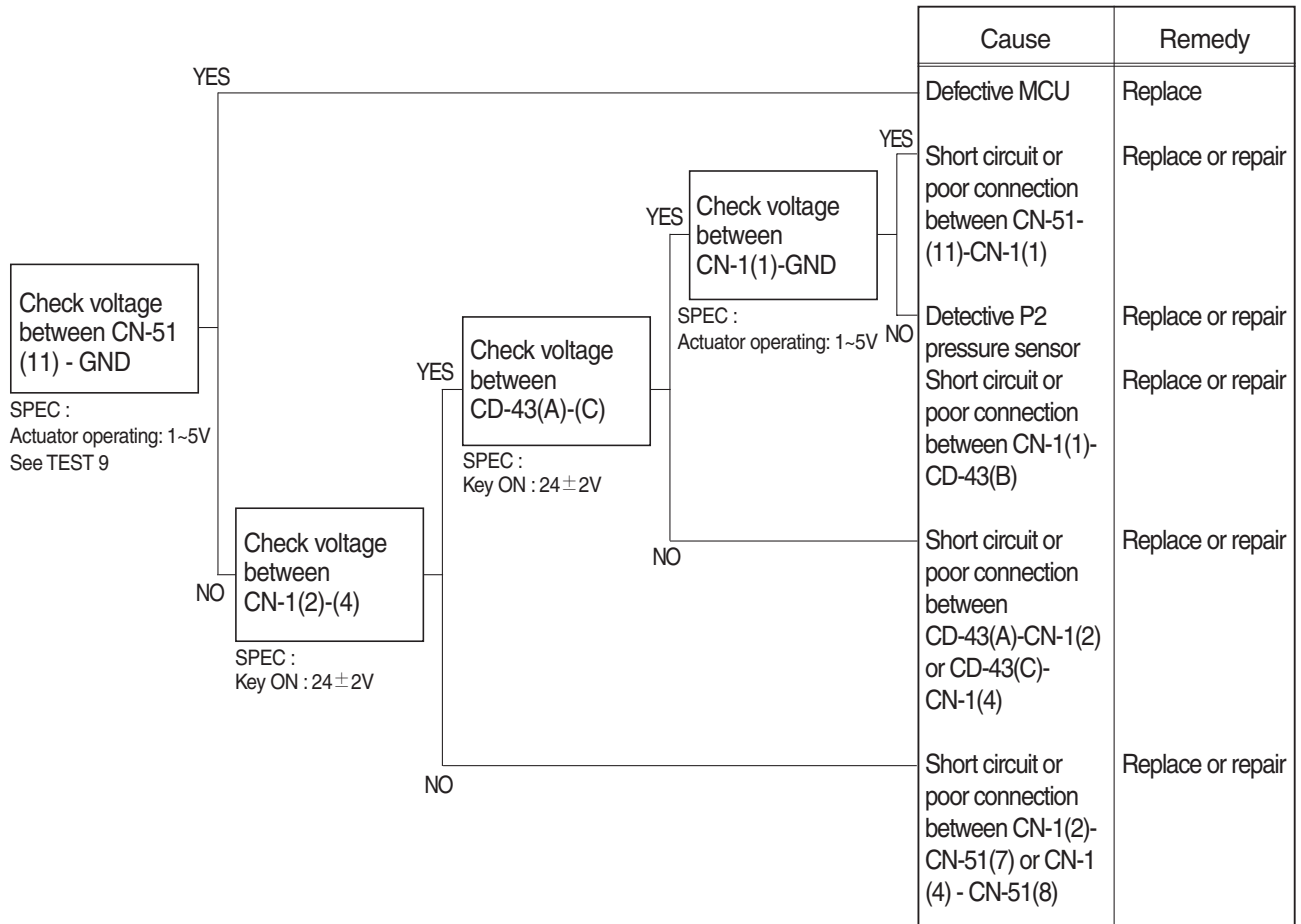 Cause
Remedy
YES
Defective MCU
Replace
YES
Short circuit or
poor connection
between CN-51-
(11)-CN-1(1)
Replace or repair
YES
Check voltage
between
CN-1(1)-GND
SPEC :
Actuator operating: 1~5V
NO
Detective P2
pressure sensor
Replace or repair
Short circuit or
poor connection
between CN-1(1)-
CD-43(B)
Replace or repair
Check voltage
between CN-51
(11) - GND
SPEC :
Actuator operating: 1~5V
See TEST 9
YES
Check voltage
between
CD-43(A)-(C)
SPEC :
Key ON : 24±2V
NO
Short circuit or
poor connection
between
CD-43(A)-CN-1(2)
or CD-43(C)-
CN-1(4)
Replace or repair
NO
Check voltage
between
CN-1(2)-(4)
SPEC :
Key ON : 24±2V
NO
Short circuit or
poor connection
between CN-1(2)-
CN-51(7) or CN-1
(4) - CN-51(8)
Replace or repair